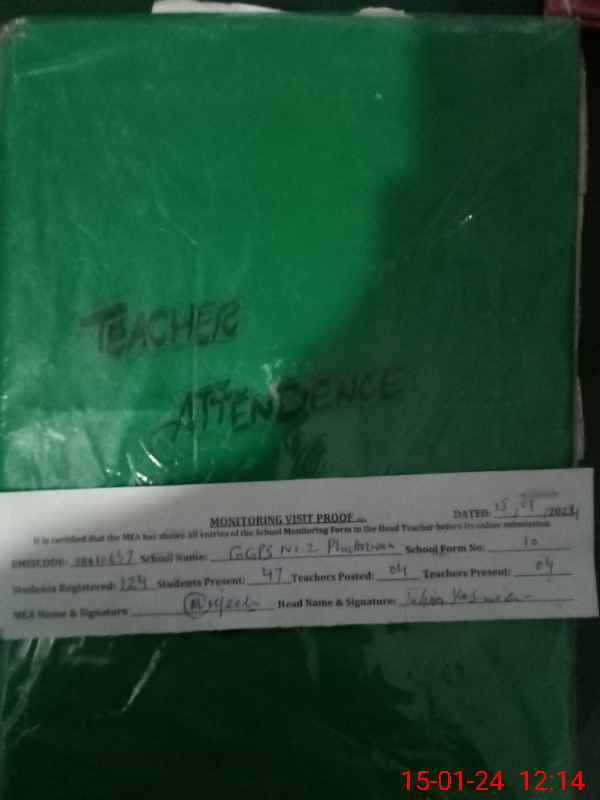 TEACHER
ATTENDENCE
MONITORING VISIT PROOF
DATED: 15/01/2024
It is certified that the MEA has shown all entries of the School Monitoring Form to the Head Teacher before its online submission
EMISCODE: School Name: GGPS No 2 School Form No: 10
Students Registered: 124 Students Present: 47 Teachers Posted: 04 Teachers Present: 04
MEA Name & Signature Head Name & Signature:
15-01-24 12:14